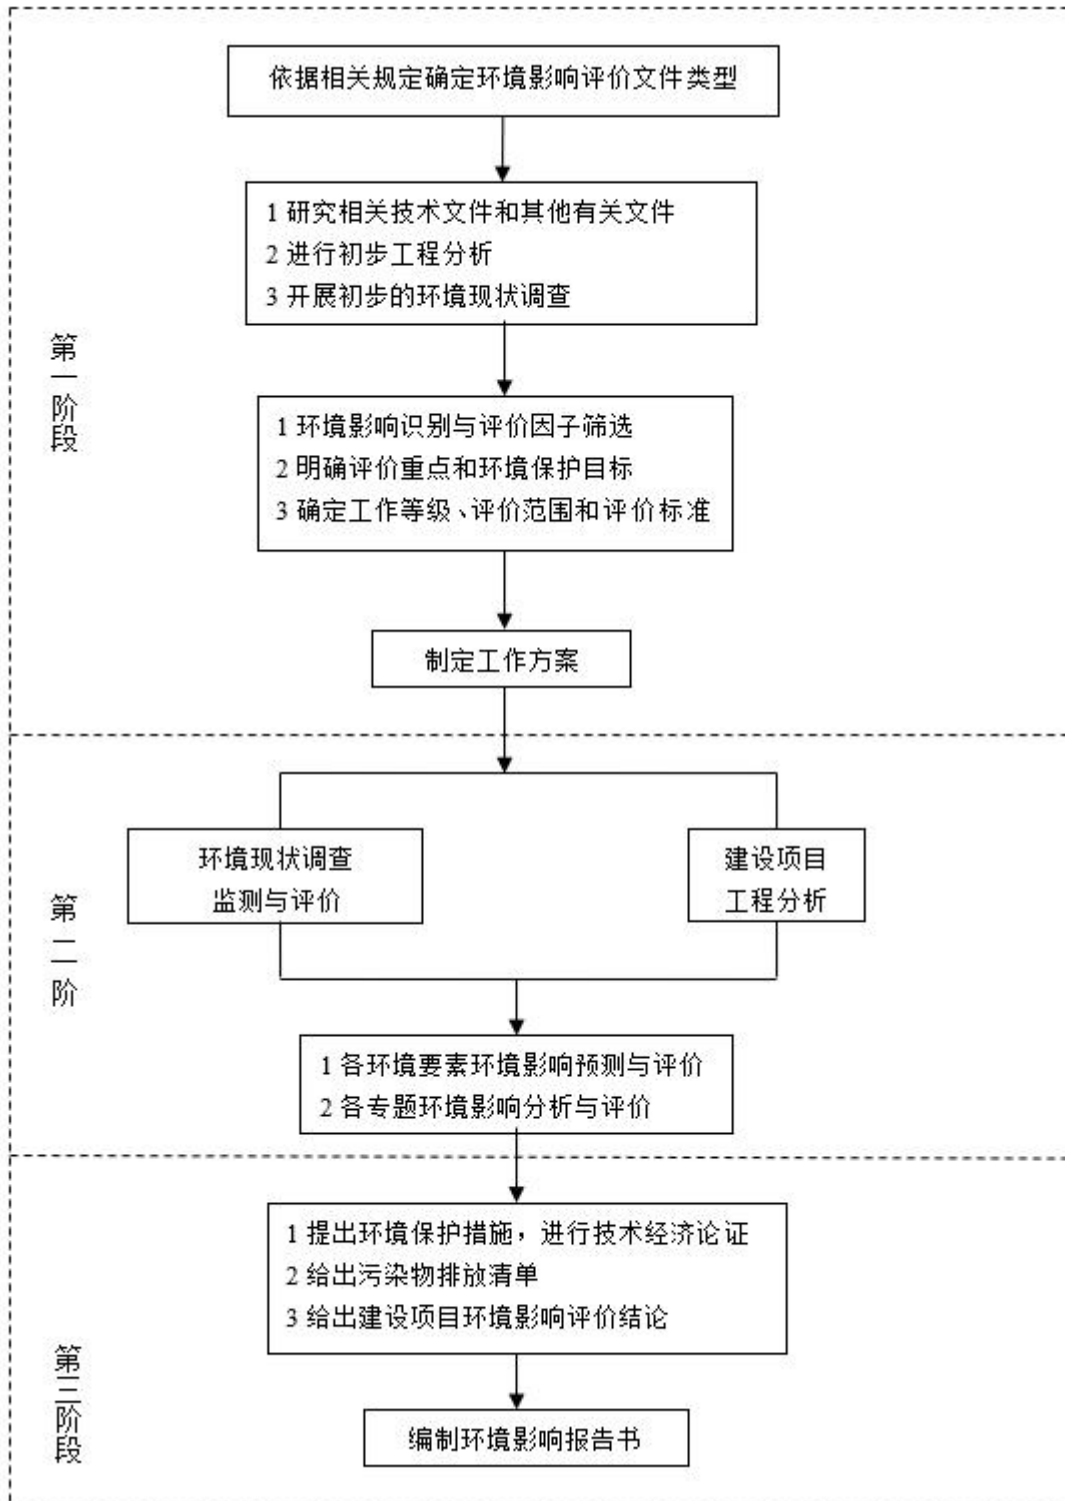 依据相关规定确定环境影响评价文件类型
1 研究相关技术文件和其他有关文件
2 进行初步工程分析
3 开展初步的环境现状调查
第一阶段
1 环境影响识别与评价因子筛选
2 明确评价重点和环境保护目标
3 确定工作等级、评价范围和评价标准
制定工作方案
环境现状调查
监测与评价
建设项目
工程分析
第二阶
1 各环境要素环境影响预测与评价
2 各专题环境影响分析与评价
1 提出环境保护措施，进行技术经济论证
2 给出污染物排放清单
3 给出建设项目环境影响评价结论
第三阶段
编制环境影响报告书